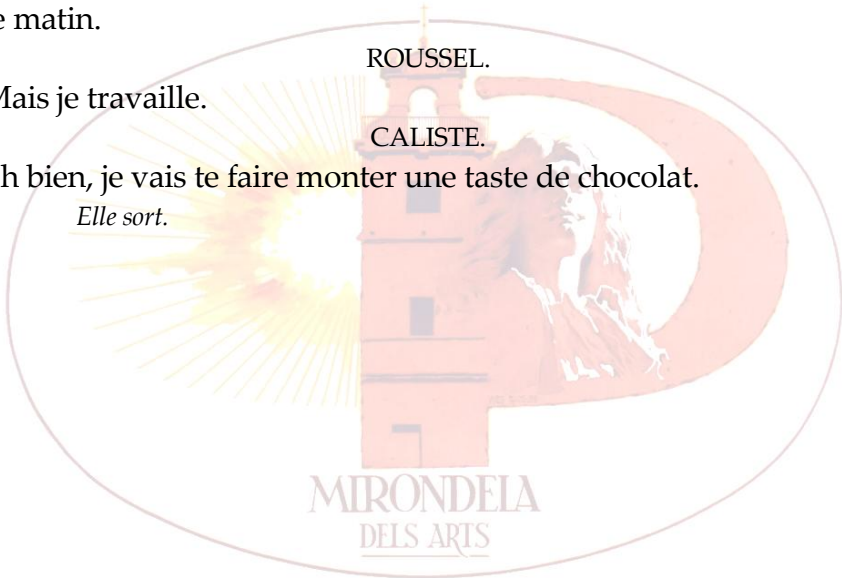 e matin.
ROUSSEL.
Mais je travaille.
CALISTE.
h bien, je vais te faire monter une taste de chocolat.
Elle sort.
MIRONDELA
DELS ARTS